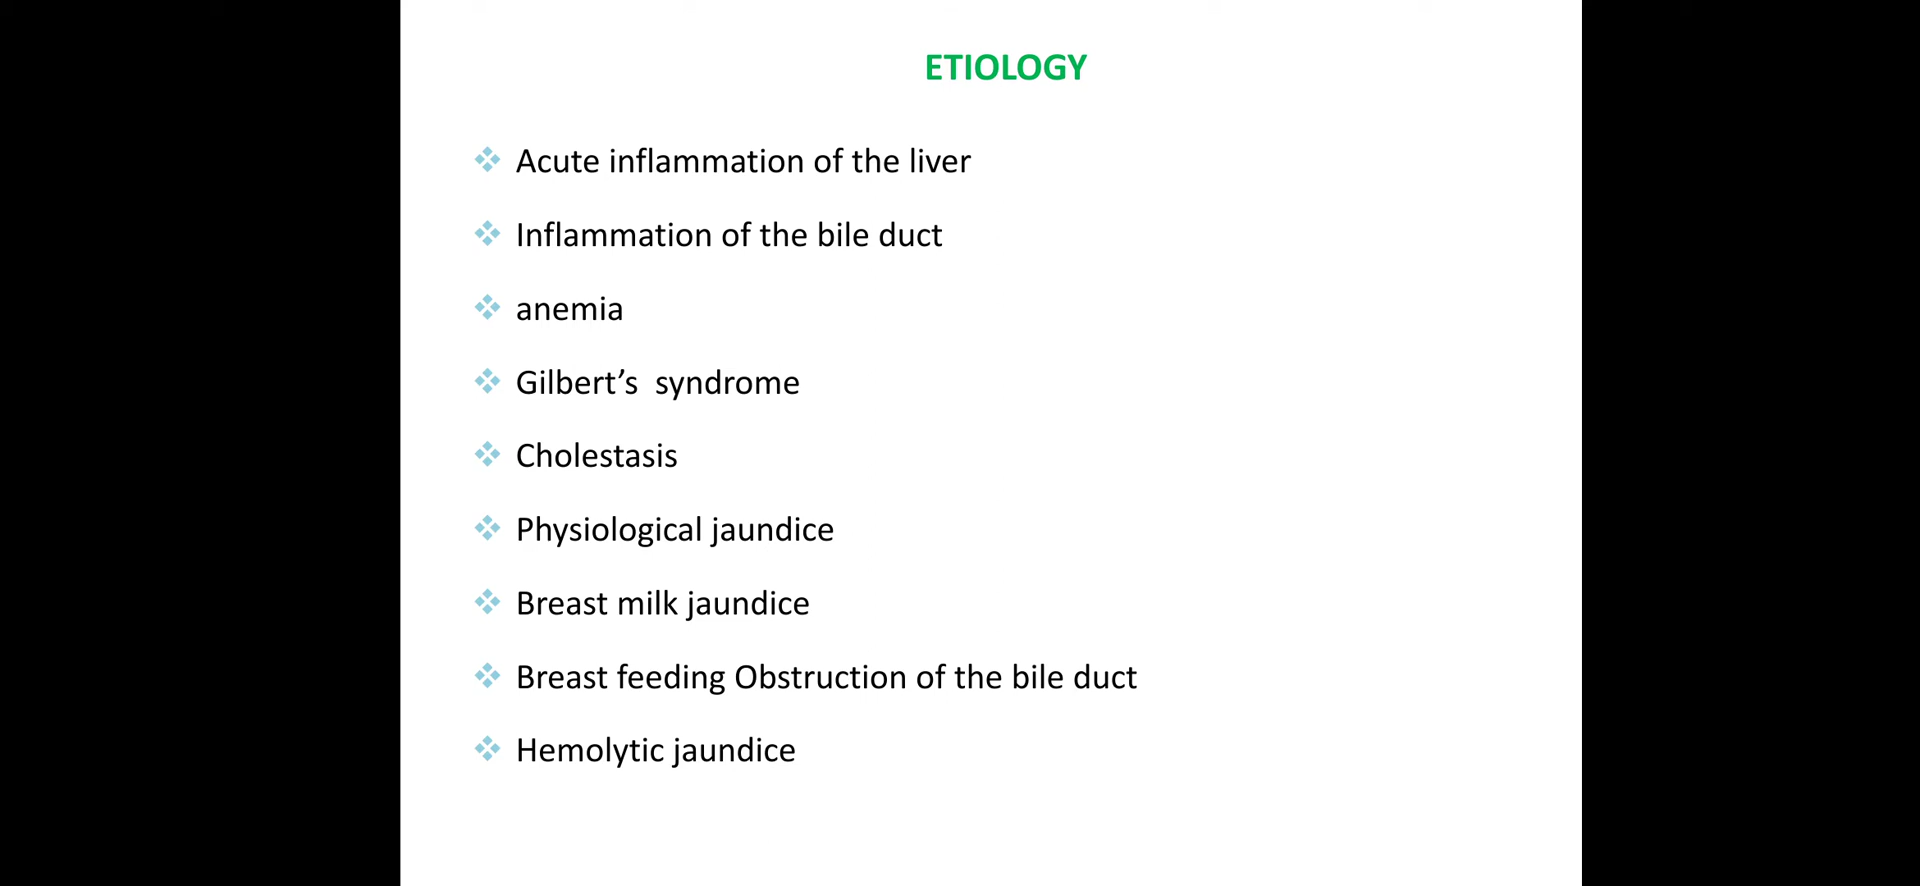 ETIOLOGY
Acute inflammation of the liver
Inflammation of the bile duct
anemia
Gilbert’s  syndrome
Cholestasis
Physiological jaundice
Breast milk jaundice
Breast feeding Obstruction of the bile duct
Hemolytic jaundice